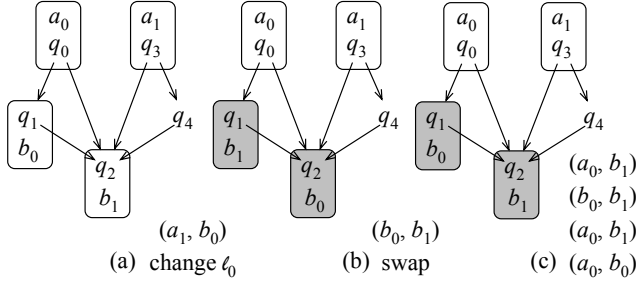 a₀ a₁ a₀ a₁ a₀ a₁
q₀ q₃ q₀ q₃ q₀ q₃
q₁ q₄ q₁ q₄ q₁ q₄
b₀ b₁ b₀
q₂ q₂ q₂ (a₀, b₁)
b₁ b₀ b₁ (b₀, b₁)
(a₁, b₀) (b₀, b₁) (a₀, b₁)
(a) change ℓ₀ (b) swap (c) (a₀, b₀)